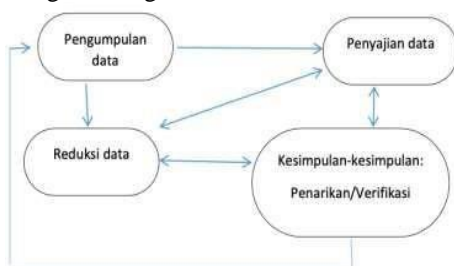 Pengumpulan
data
Penyajian data
Reduksi data
Kesimpulan-kesimpulan:
Penarikan/Verifikasi